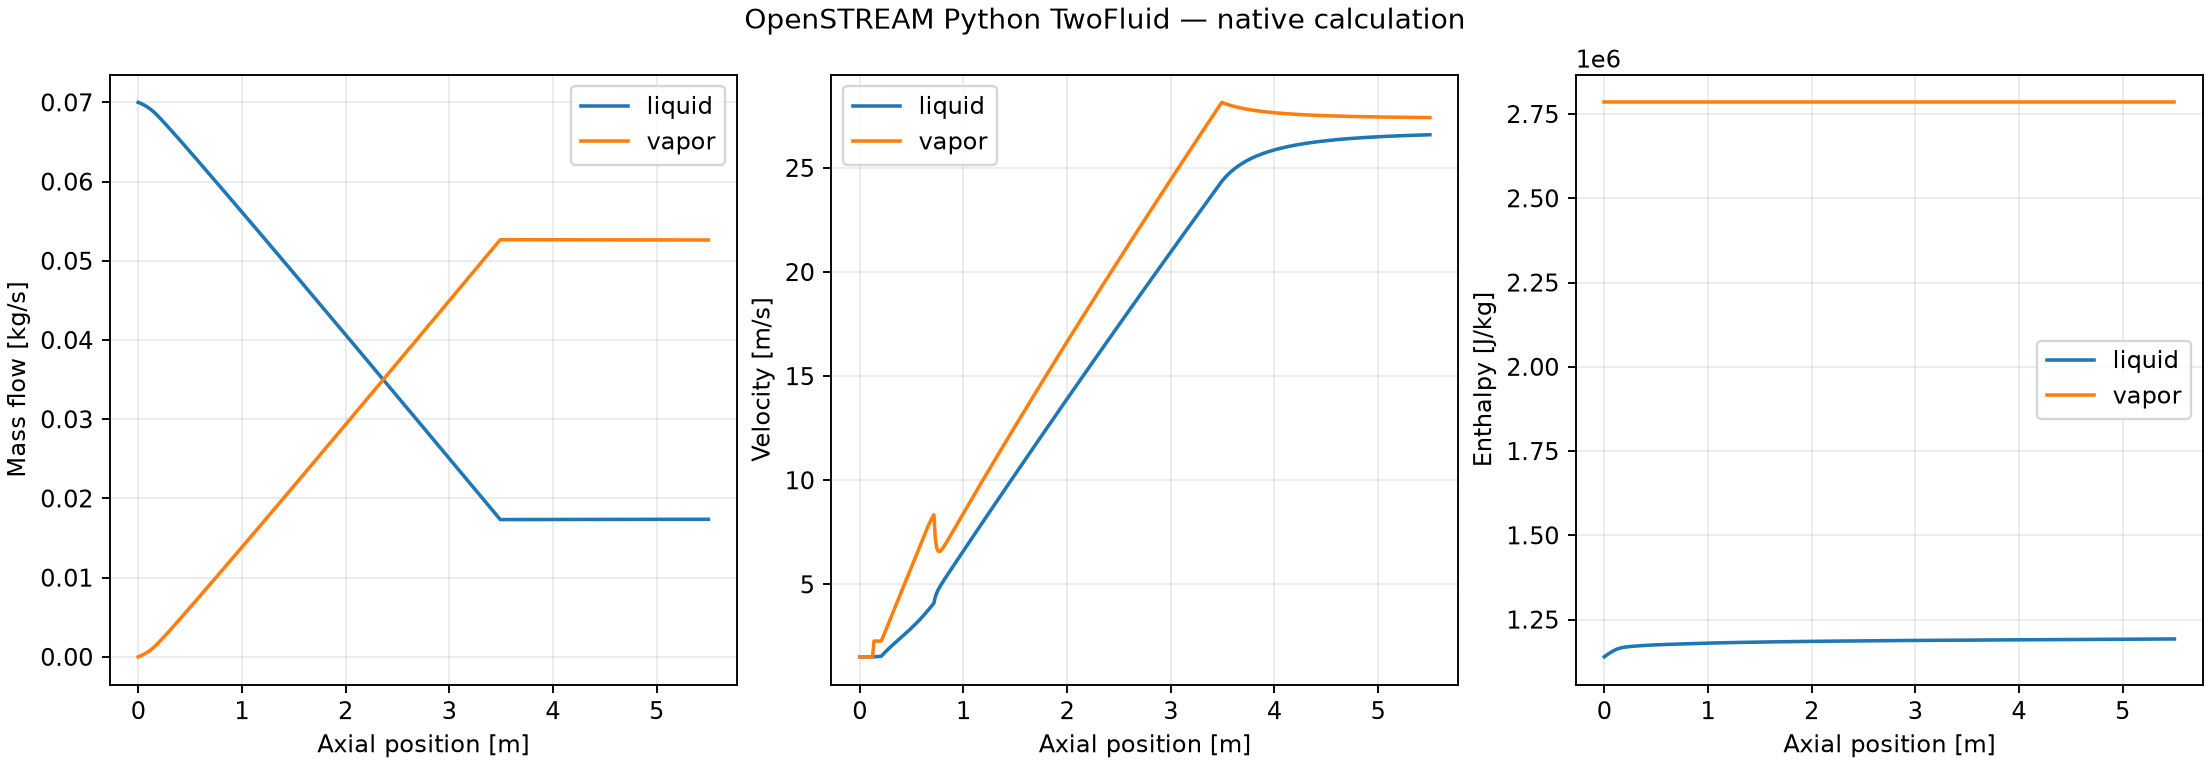 OpenSTREAM Python TwoFluid — native calculation
Mass flow [kg/s]
0.07
0.06
0.05
0.04
0.03
0.02
0.01
0.00
liquid
vapor
0 1 2 3 4 5
Axial position [m]
Velocity [m/s]
25
20
15
10
5
liquid
vapor
0 1 2 3 4 5
Axial position [m]
1e6
Enthalpy [J/kg]
2.75
2.50
2.25
2.00
1.75
1.50
1.25
liquid
vapor
0 1 2 3 4 5
Axial position [m]